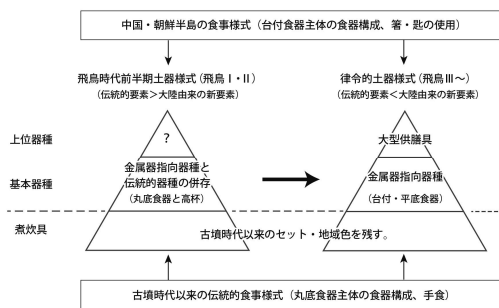 中国・朝鮮半島の食事様式(台付食器主体の食器構成、箸・匙の使用)
飛鳥時代前半期土器様式(飛鳥Ⅰ・Ⅱ)
(伝統的要素>大陸由来の新要素)
律令的土器様式(飛鳥Ⅲ~)
(伝統的要素<大陸由来の新要素)
上位器種
?
大型供膳具
基本器種
金属器指向器種と
伝統的器種の併存
(丸底食器と高杯)
金属器指向器種
(台付・平底食器)
煮炊具
古墳時代以来のセット・地域色を残す。
古墳時代以来の伝統的食事様式(丸底食器主体の食器構成、手食)